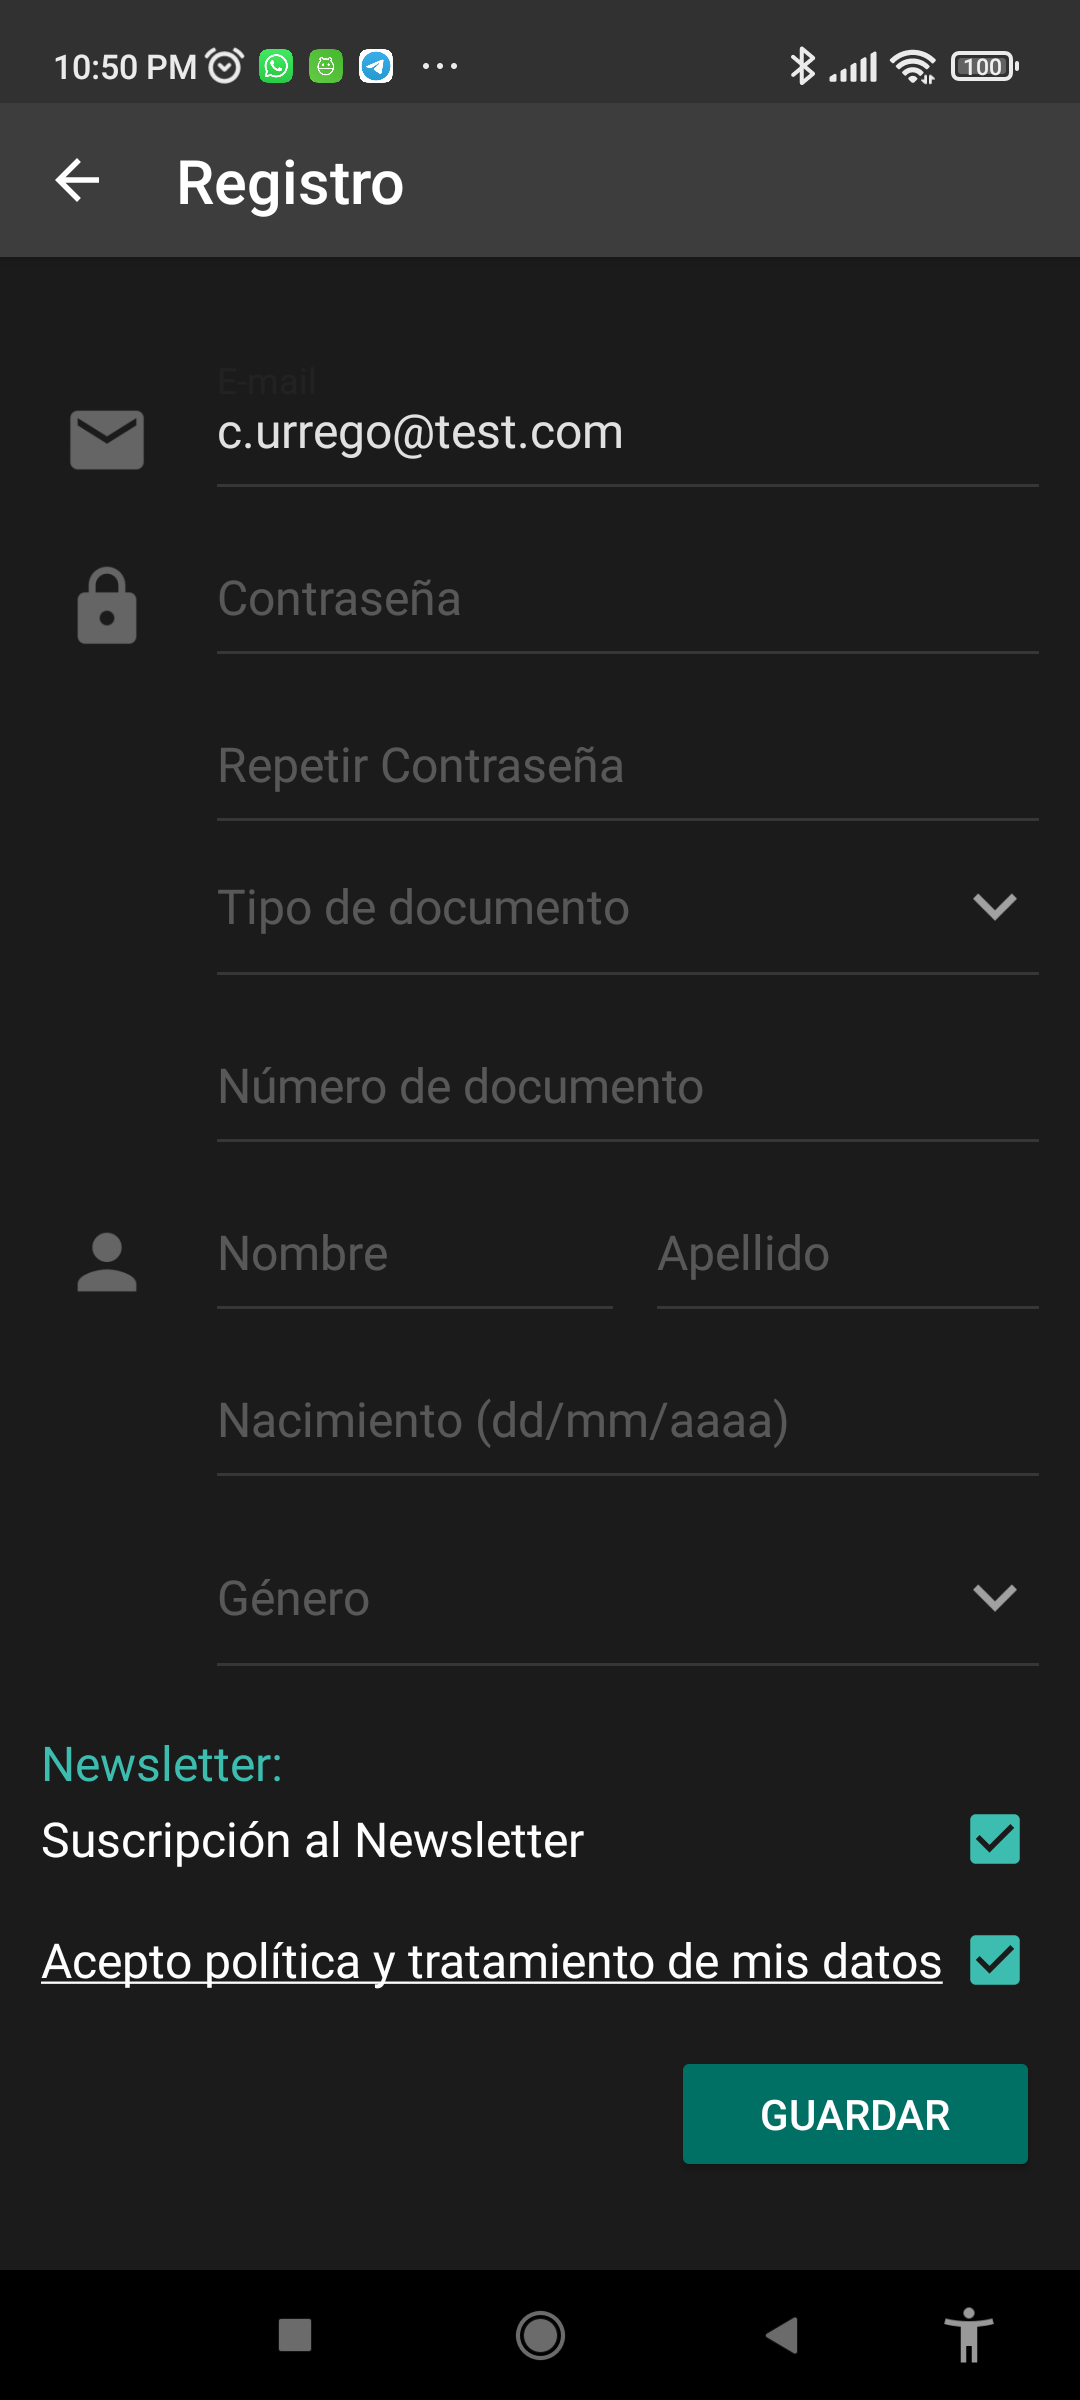 10:50 PM
100
Registro
E-mail
c.urrego@test.com
Contraseña
Repetir Contraseña
Tipo de documento
Número de documento
Nombre Apellido
Nacimiento (dd/mm/aaaa)
Género
Newsletter:
Suscripción al Newsletter
Acepto política y tratamiento de mis datos
GUARDAR